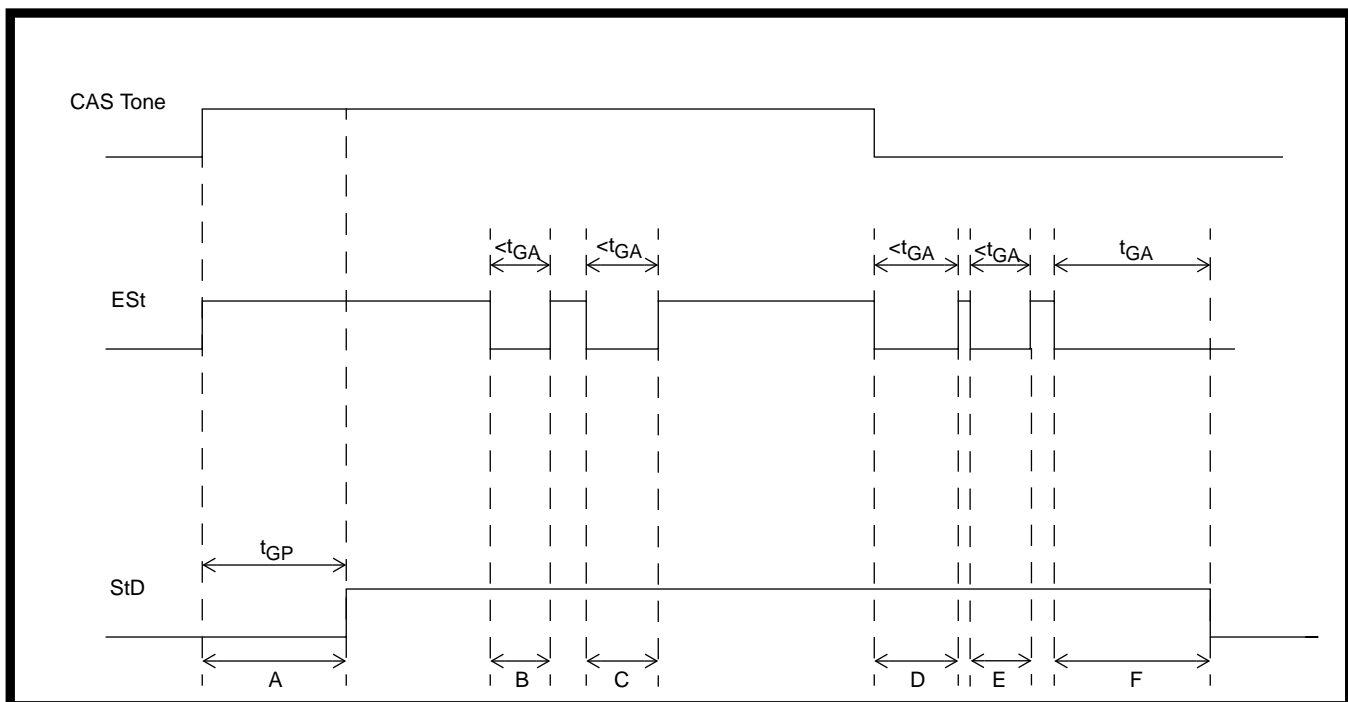 CAS Tone
<tGA <tGA <tGA <tGA tGA
ESt
tGP
StD
A B C D E F